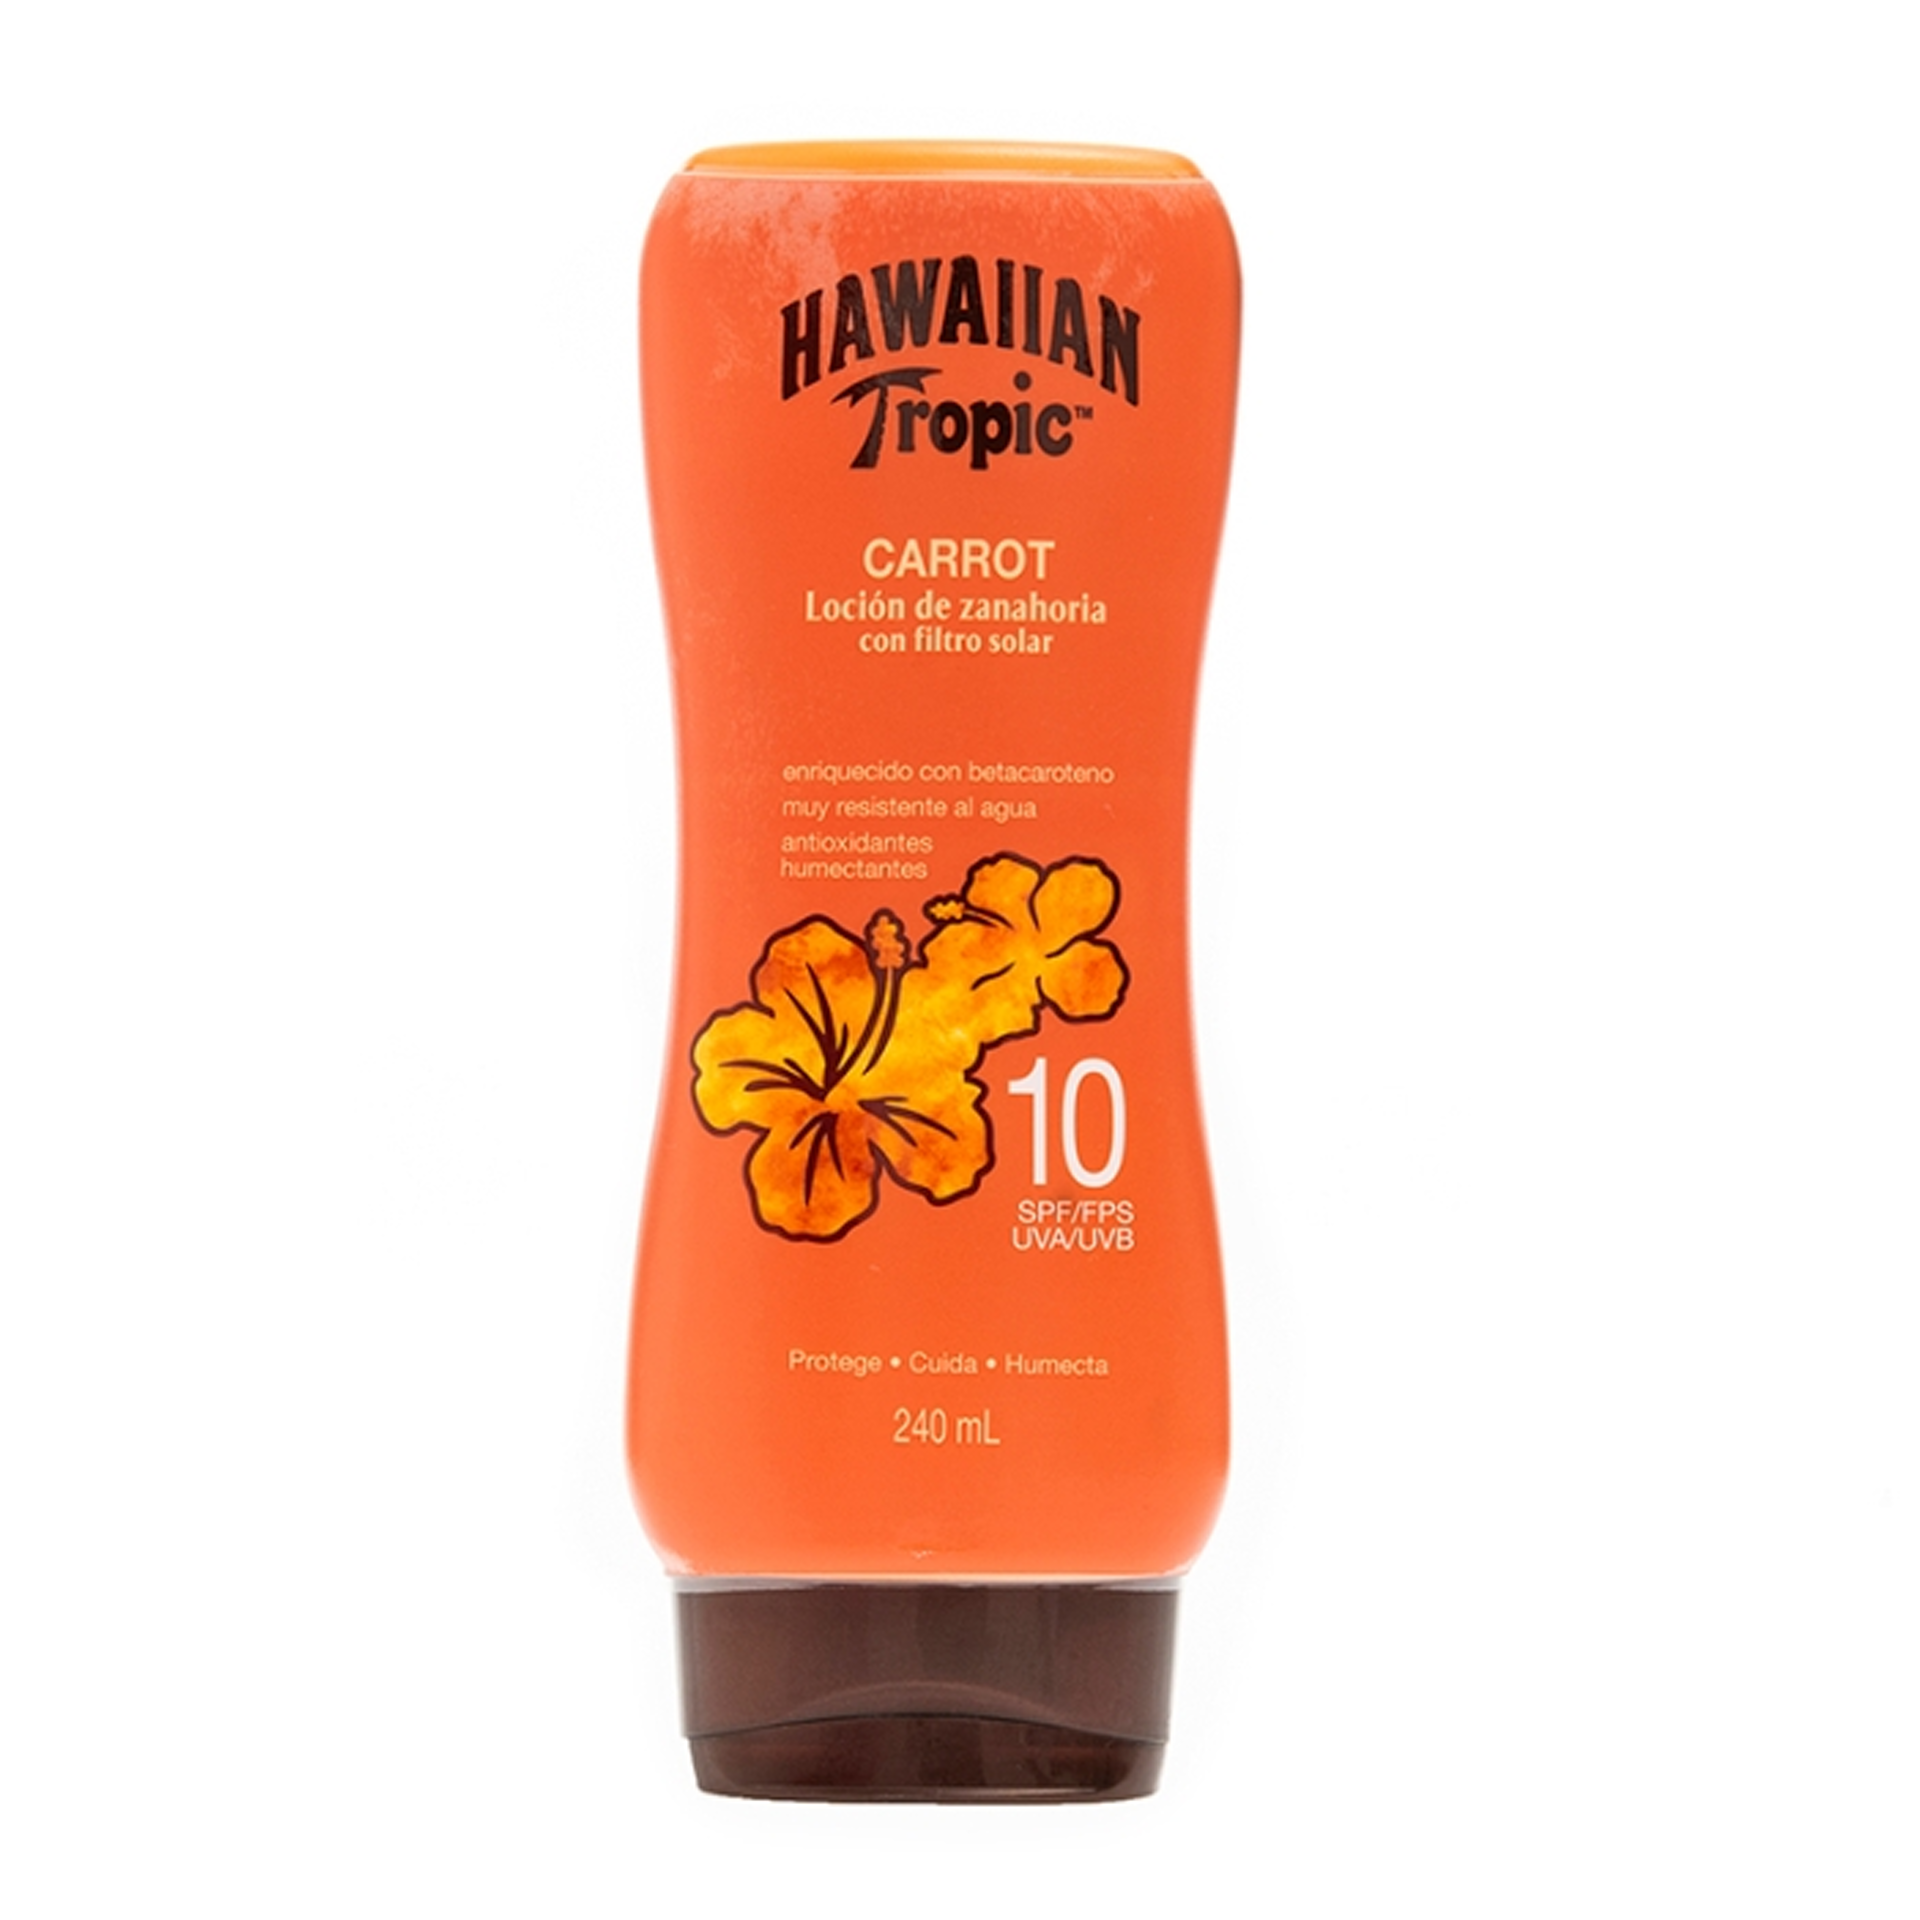 HAWAIIAN
Tropic™
CARROT
Loción de zanahoria
con filtro solar
enriquecido con betacaroteno
muy resistente al agua
antioxidantes
humectantes
10
SPF/FPS
UVA/UVB
Protege • Cuida • Humecta
240 mL